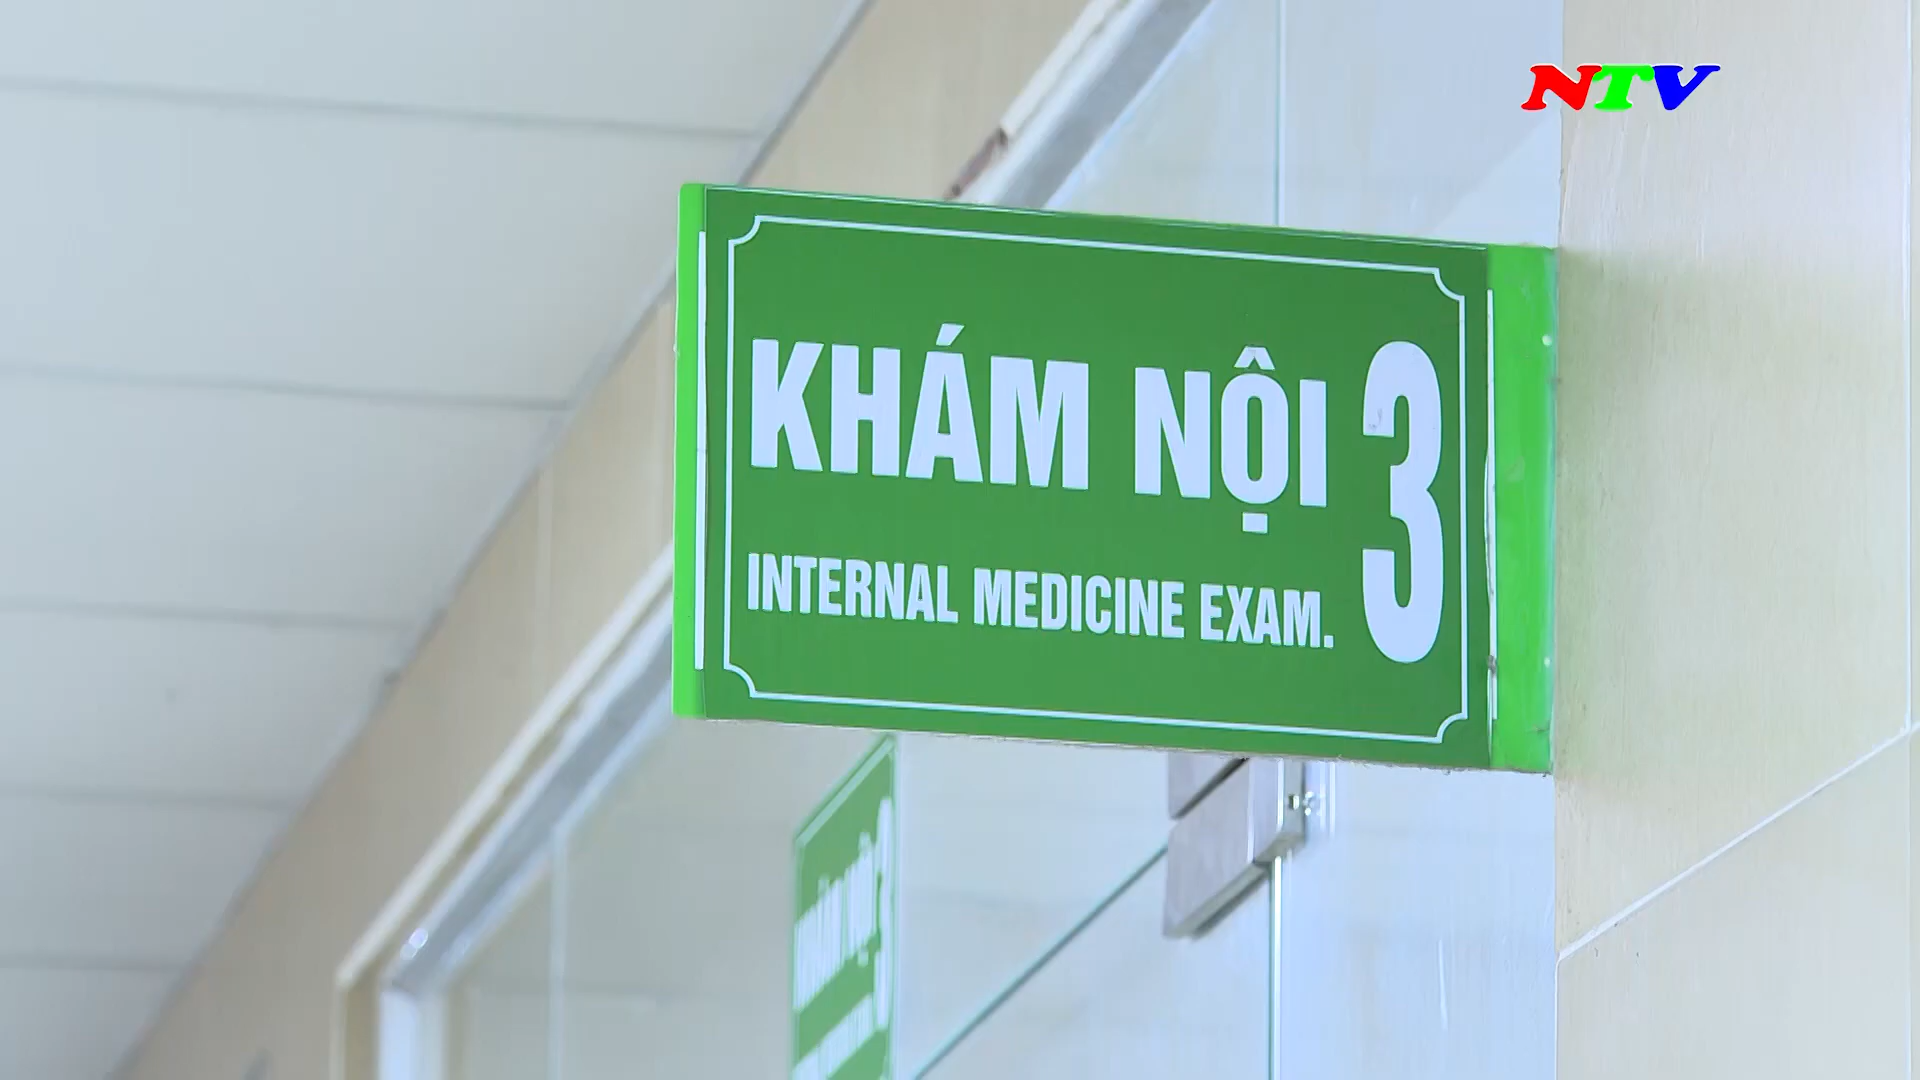 NTV
KHÁM NỘI 3
INTERNAL MEDICINE EXAM.